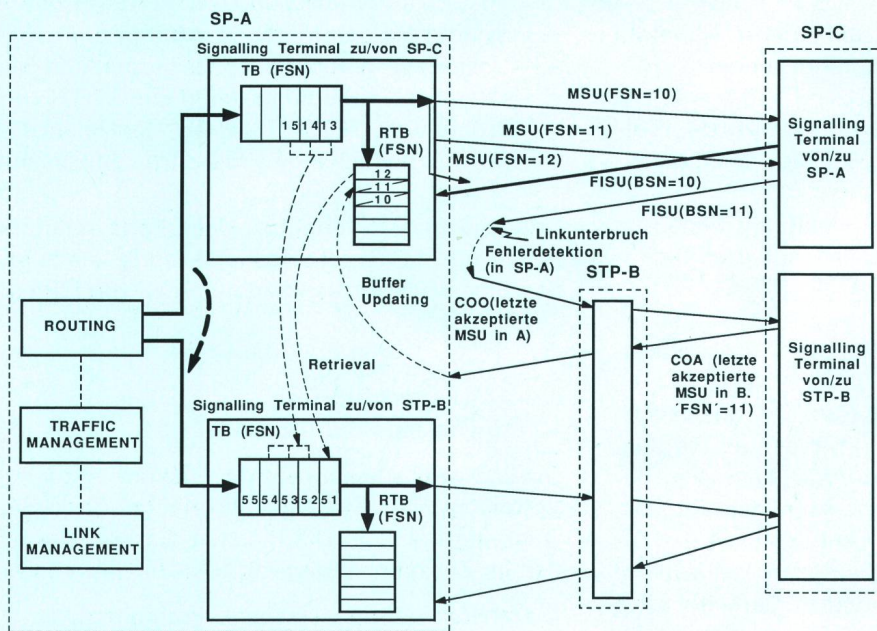 SP-A
SP-C
Signalling Terminal zu/von SP-C
TB (FSN)
15 14 13
RTB
(FSN)
12
11
10
MSU(FSN=10)
MSU(FSN=11)
MSU(FSN=12)
FISU(BSN=10)
FISU(BSN=11)
Signalling
Terminal
von/zu
SP-A
Linkunterbruch
Fehlerdetektion
(in SP-A)
STP-B
Buffer
Updating
COO(letzte
akzeptierte
MSU in A)
ROUTING
Retrieval
COA (letzte
akzeptierte
MSU in B.
´FSN´=11)
Signalling
Terminal
von/zu
STP-B
Signalling Terminal zu/von STP-B
TB (FSN)
55 54 53 52 51
RTB
(FSN)
TRAFFIC
MANAGEMENT
LINK
MANAGEMENT